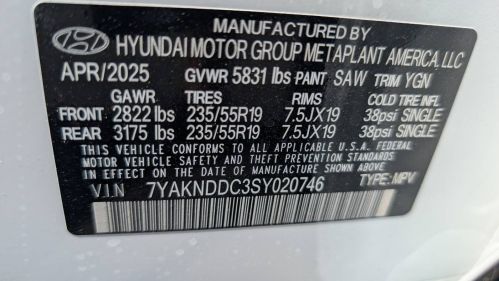 MANUFACTURED BY
HYUNDAI MOTOR GROUP METAPLANT AMERICA, LLC
APR/2025 GVWR 5831 lbs PAINT SAW TRIM YGN
GAWR TIRES RIMS COLD TIRE INFL
FRONT 2822 lbs 235/55R19 7.5JX19 38psi SINGLE
REAR 3175 lbs 235/55R19 7.5JX19 38psi SINGLE
THIS VEHICLE CONFORMS TO ALL APPLICABLE U.S.A. FEDERAL
MOTOR VEHICLE SAFETY AND THEFT PREVENTION STANDARDS
IN EFFECT ON THE DATE OF MANUFACTURE SHOWN ABOVE
V.I.N 7YAKNDDC3SY020746 TYPE: MPV